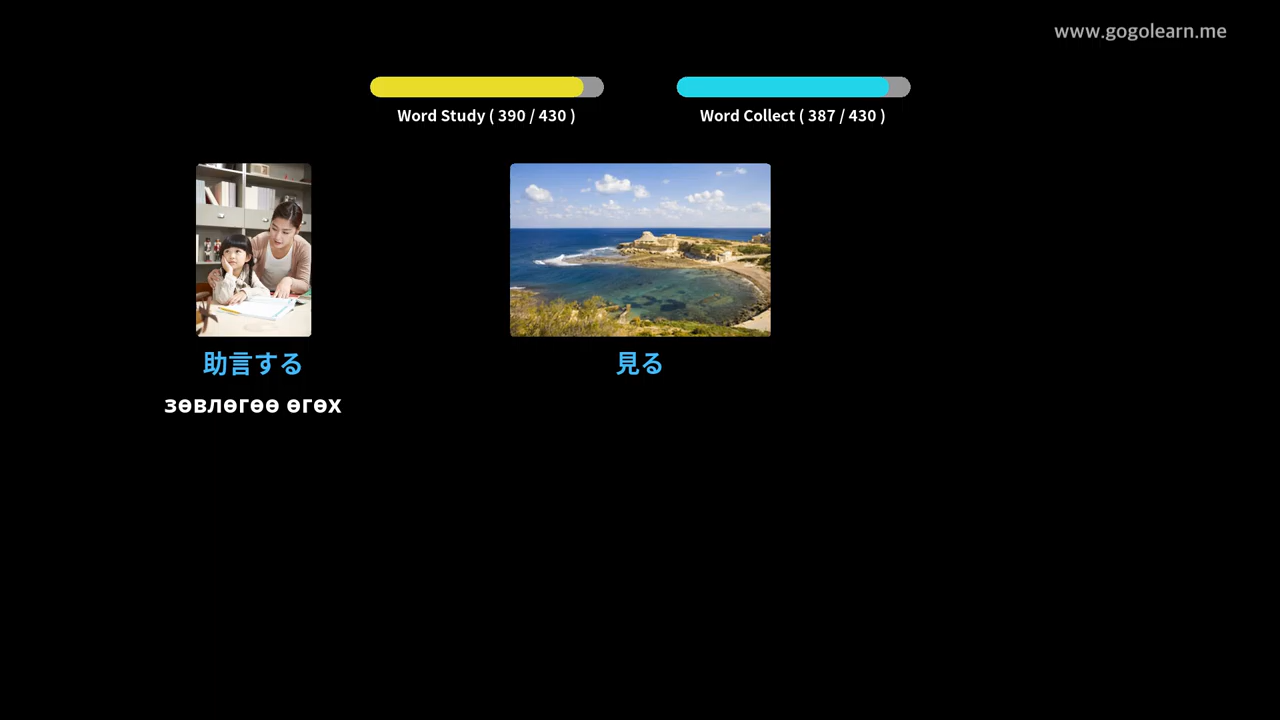 www.gogolearn.me
Word Study ( 390 / 430 )
Word Collect ( 387 / 430 )
助言する
見る
зөвлөгөө өгөх